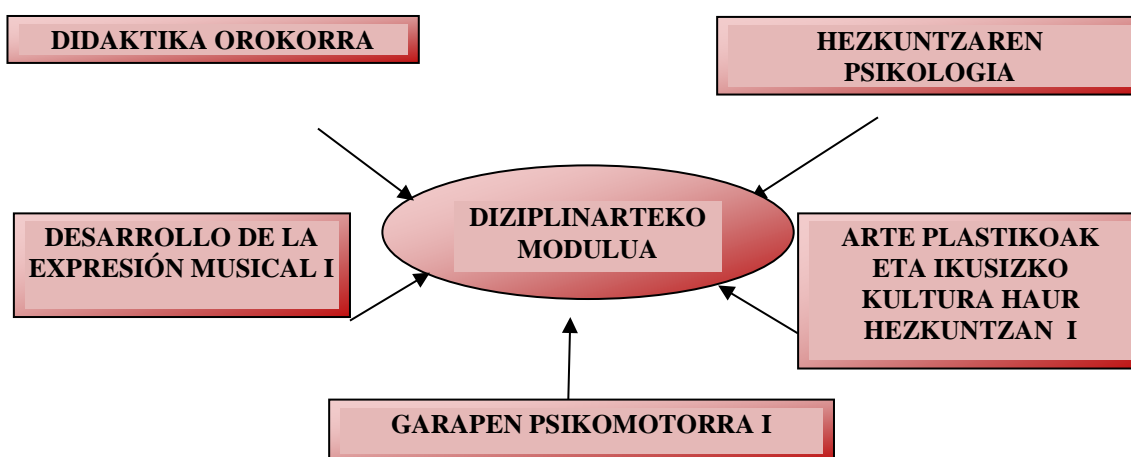 DIDAKTIKA OROKORRA
HEZKUNTZAREN
PSIKOLOGIA
DIZIPLINARTEKO
MODULUA
DESARROLLO DE LA
EXPRESIÓN MUSICAL I
ARTE PLASTIKOAK
ETA IKUSIZKO
KULTURA HAUR
HEZKUNTZAN I
GARAPEN PSIKOMOTORRA I